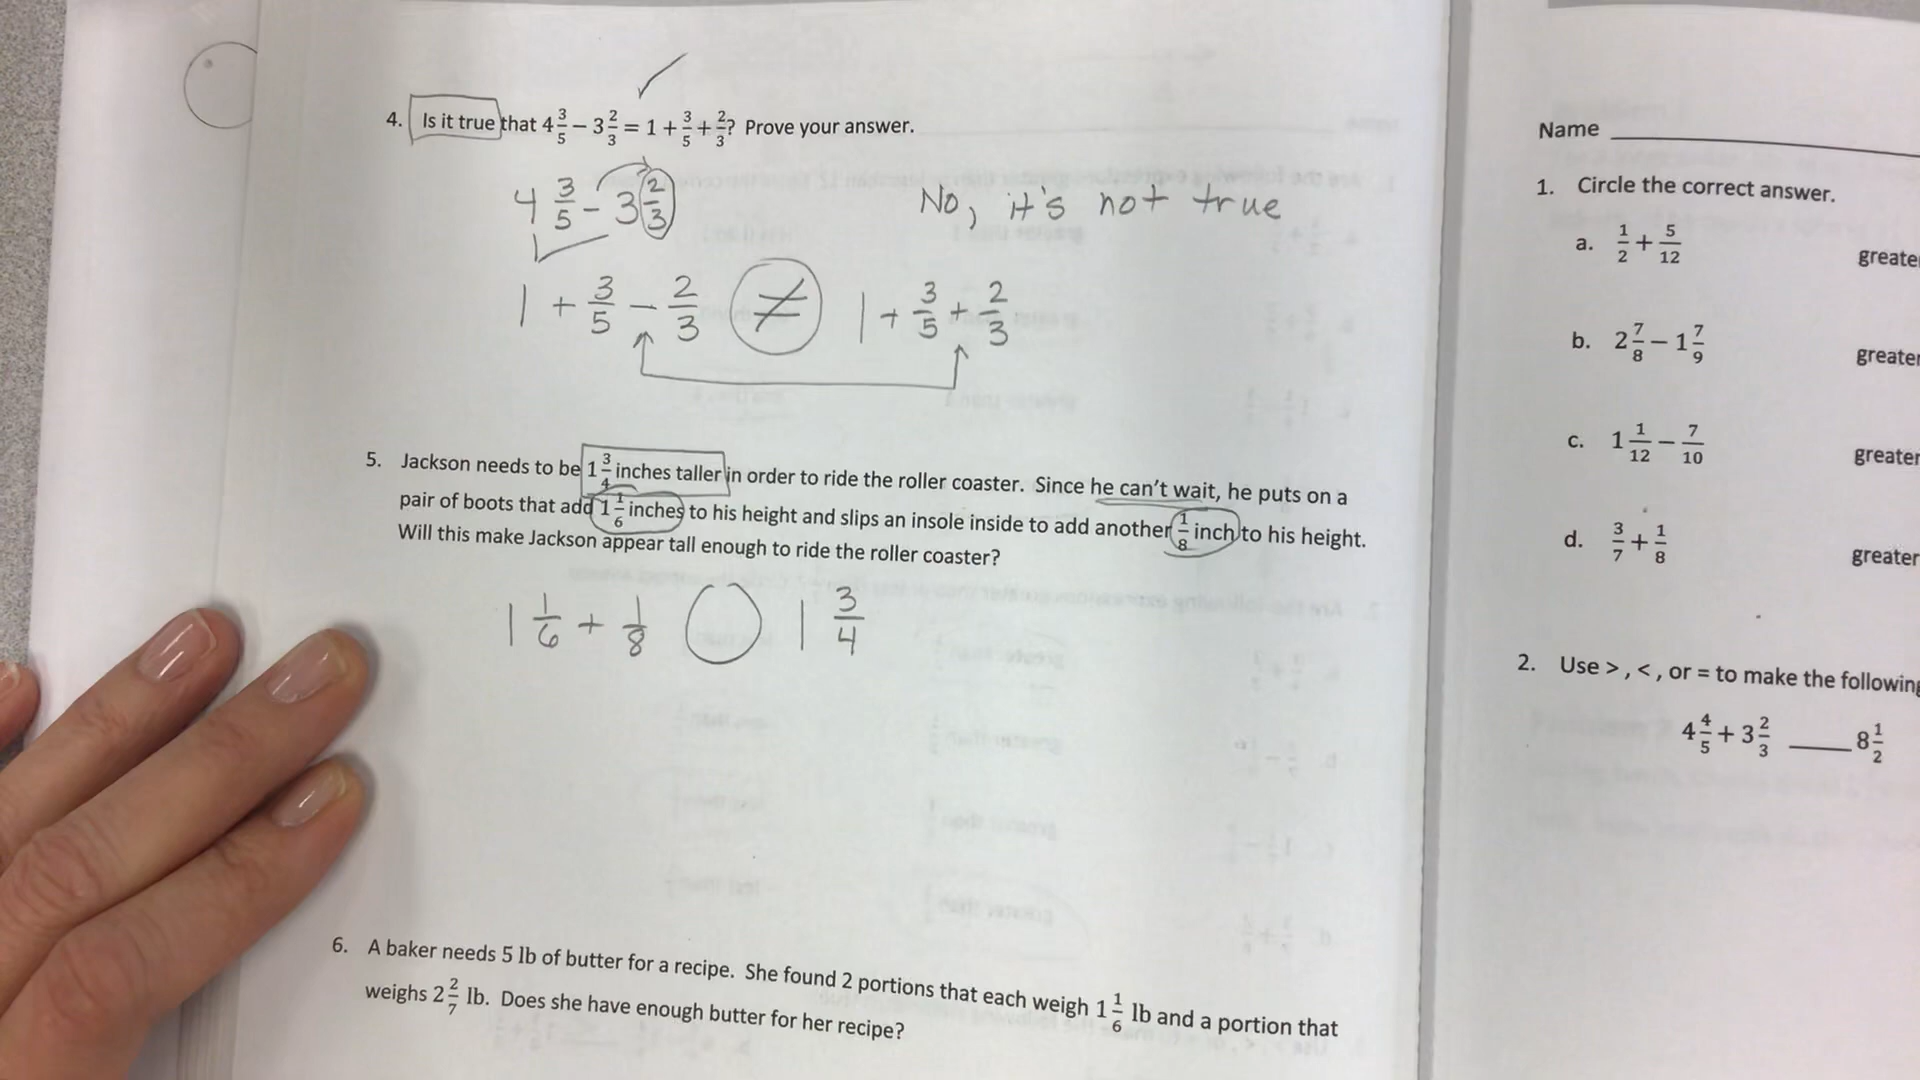 4. Is it true that 4 3/5 − 3 2/3 = 1 + 3/5 + 2/3? Prove your answer.
4 3/5 − 3 2/3
No, it's not true
1 + 3/5 − 2/3 ≠ 1 + 3/5 + 2/3
5. Jackson needs to be 1 3/4 inches taller in order to ride the roller coaster. Since he can't wait, he puts on a
pair of boots that add 1 1/6 inches to his height and slips an insole inside to add another 1/8 inch to his height.
Will this make Jackson appear tall enough to ride the roller coaster?
1 1/6 + 1/8 ◯ 1 3/4
6. A baker needs 5 lb of butter for a recipe. She found 2 portions that each weigh 1 1/6 lb and a portion that
weighs 2 2/7 lb. Does she have enough butter for her recipe?
Name ____
1. Circle the correct answer.
a. 1/2 + 5/12 greate
b. 2 7/8 − 1 7/9 greater
c. 1 1/12 − 7/10 greater
d. 3/7 + 1/8 greater
2. Use >, <, or = to make the following
4 4/5 + 3 2/3 ____ 8 1/2